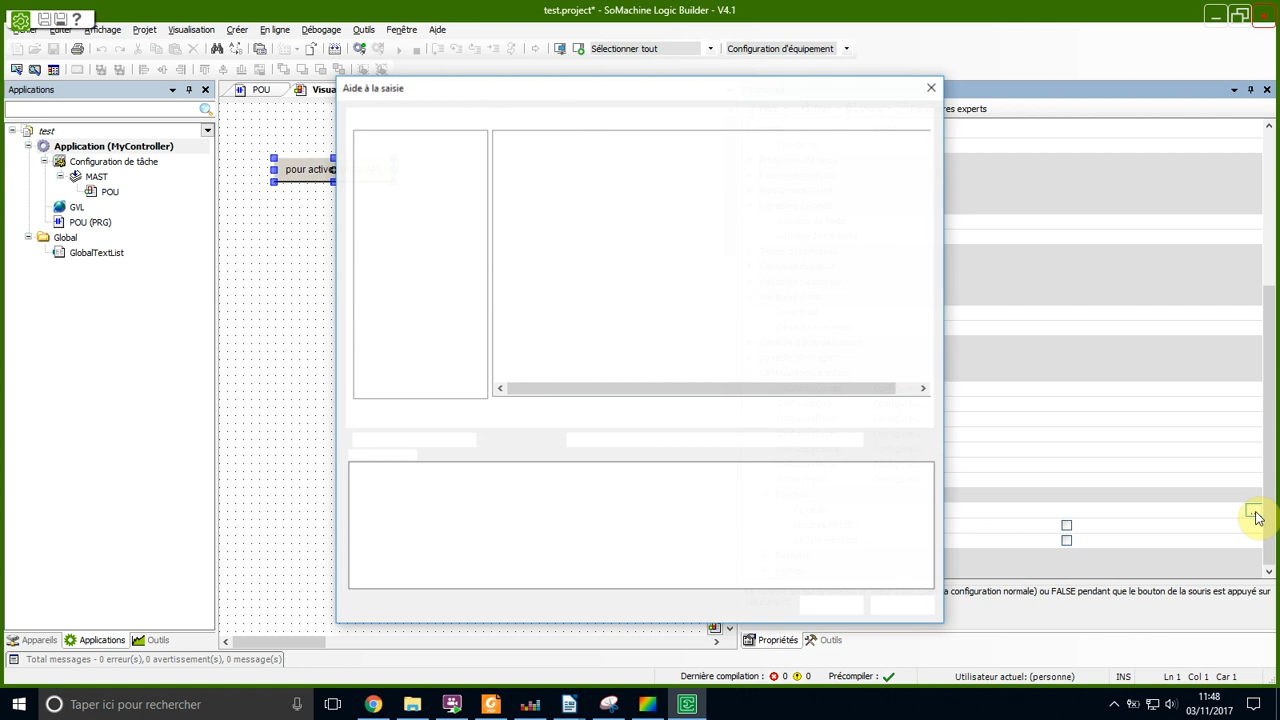 test.project* - SoMachine Logic Builder - V4.1
Affichage Projet Visualisation Créer En ligne Débogage Outils Fenêtre Aide
Sélectionner tout
Configuration d'équipement
Applications
POU
Visua
Aide à la saisie
res experts
test
Application (MyController)
Configuration de tâche
MAST
POU
GVL
POU (PRG)
Global
GlobalTextList
pour active
...
a configuration normale) ou FALSE pendant que le bouton de la souris est appuyé sur
Appareils
Applications
Outils
Propriétés
Outils
Total messages - 0 erreur(s), 0 avertissement(s), 0 message(s)
Dernière compilation : 0 0
Précompiler :
Utilisateur actuel: (personne)
INS
Ln 1 Col 1 Car 1
Taper ici pour rechercher
11:48
03/11/2017